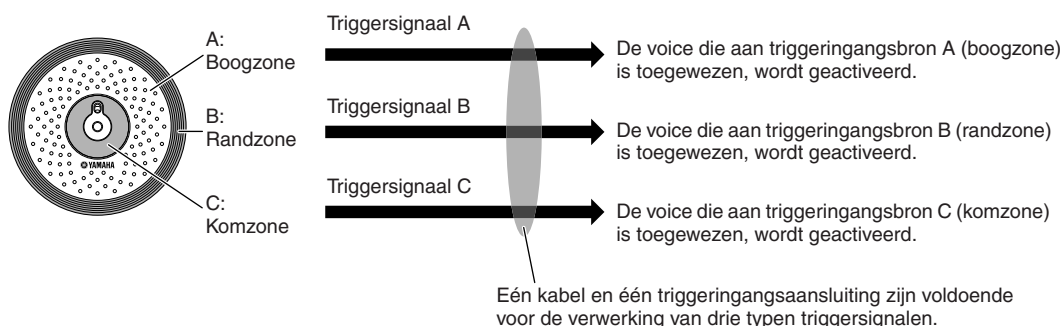 A:
Boogzone
B:
Randzone
C:
Komzone
YAMAHA
Triggersignaal A
De voice die aan triggeringangsbron A (boogzone)
is toegewezen, wordt geactiveerd.
Triggersignaal B
De voice die aan triggeringangsbron B (randzone)
is toegewezen, wordt geactiveerd.
Triggersignaal C
De voice die aan triggeringangsbron C (komzone)
is toegewezen, wordt geactiveerd.
Eén kabel en één triggeringangsaansluiting zijn voldoende
voor de verwerking van drie typen triggersignalen.